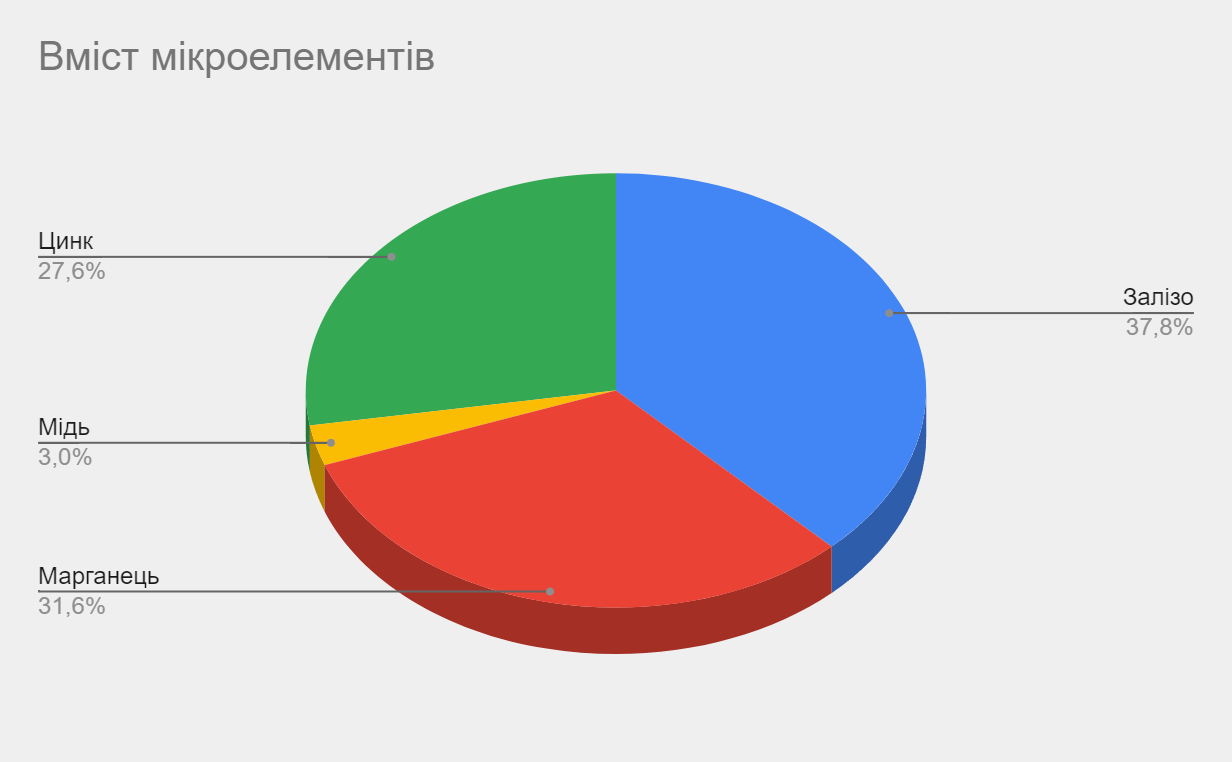 Вміст мікроелементів
Цинк
27,6%
Залізо
37,8%
Мідь
3,0%
Марганець
31,6%